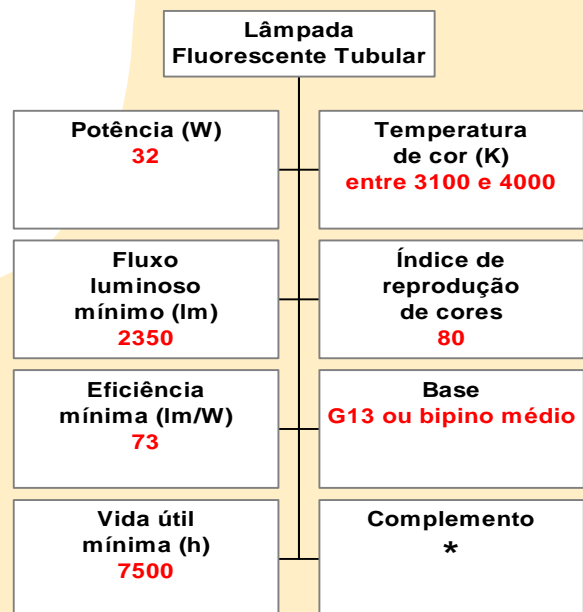 Lâmpada
Fluorescente Tubular
Potência (W)
32
Temperatura
de cor (K)
entre 3100 e 4000
Fluxo
luminoso
mínimo (lm)
2350
Índice de
reprodução
de cores
80
Eficiência
mínima (lm/W)
73
Base
G13 ou bipino médio
Vida útil
mínima (h)
7500
Complemento
*